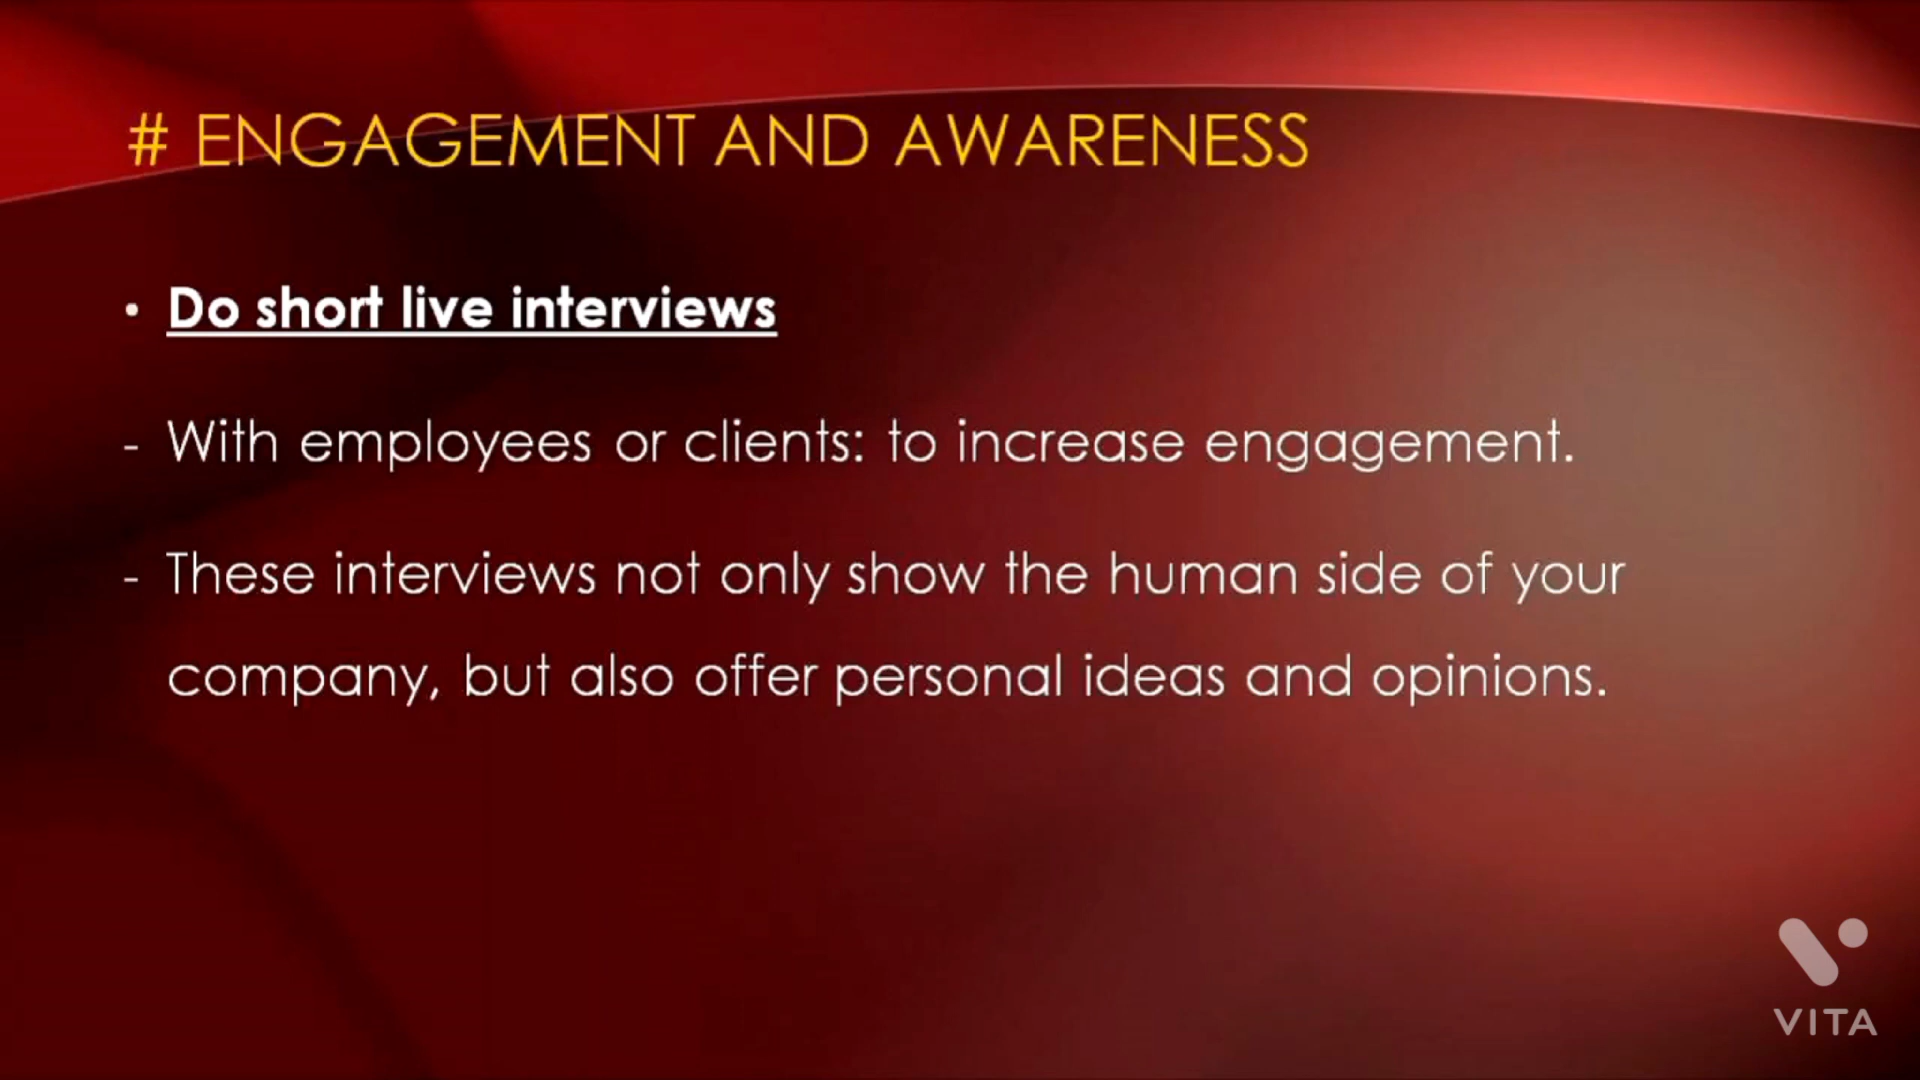 # ENGAGEMENT AND AWARENESS
• Do short live interviews
- With employees or clients: to increase engagement.
- These interviews not only show the human side of your
company, but also offer personal ideas and opinions.
VITA